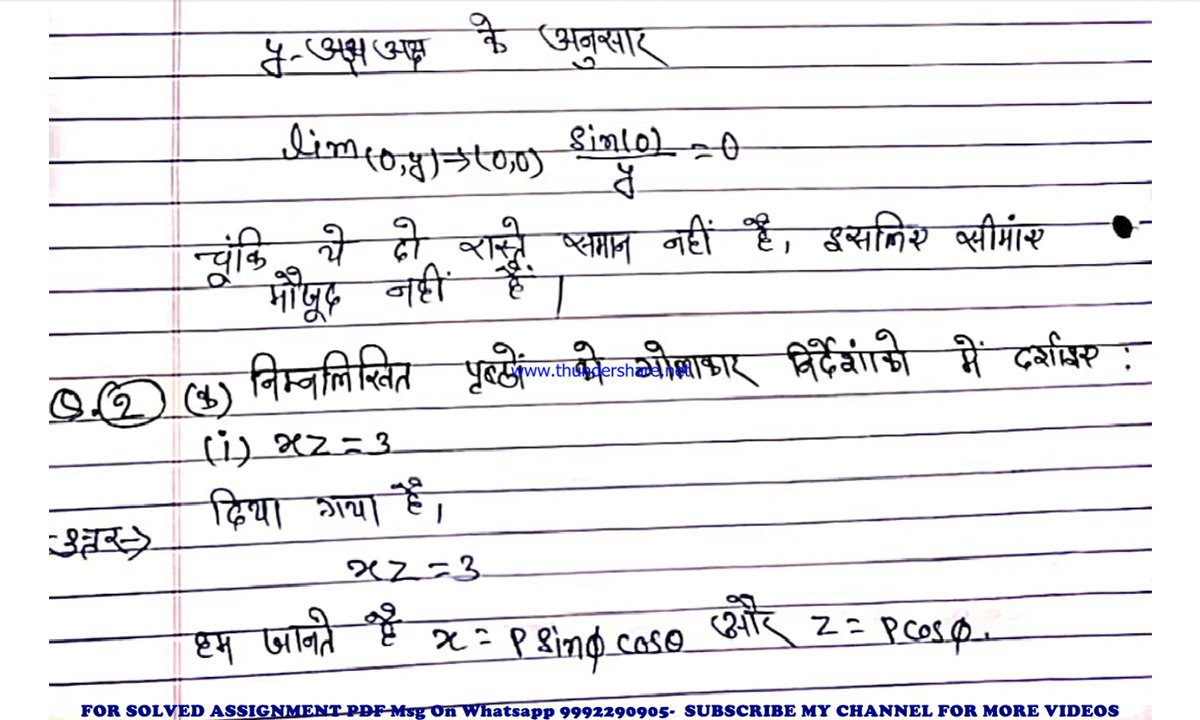 y-अक्ष अक्ष के अनुसार
lim(0,y)→(0,0) sin(0)/y = 0
चूंकि ये दो रास्ते समान नहीं है, इसलिए सीमांए
मौजूद नहीं हैं |
Q.2 (क) निम्नलिखित पृष्ठों को गोलाकार निर्देशांको में दर्शाइए :
www.thundershare.net
(i) xz = 3
दिया गया है,
उत्तर→
xz = 3
हम जानते है x = ρ sinϕ cosθ और z = ρcosϕ.
FOR SOLVED ASSIGNMENT PDF Msg On Whatsapp 9992290905- SUBSCRIBE MY CHANNEL FOR MORE VIDEOS